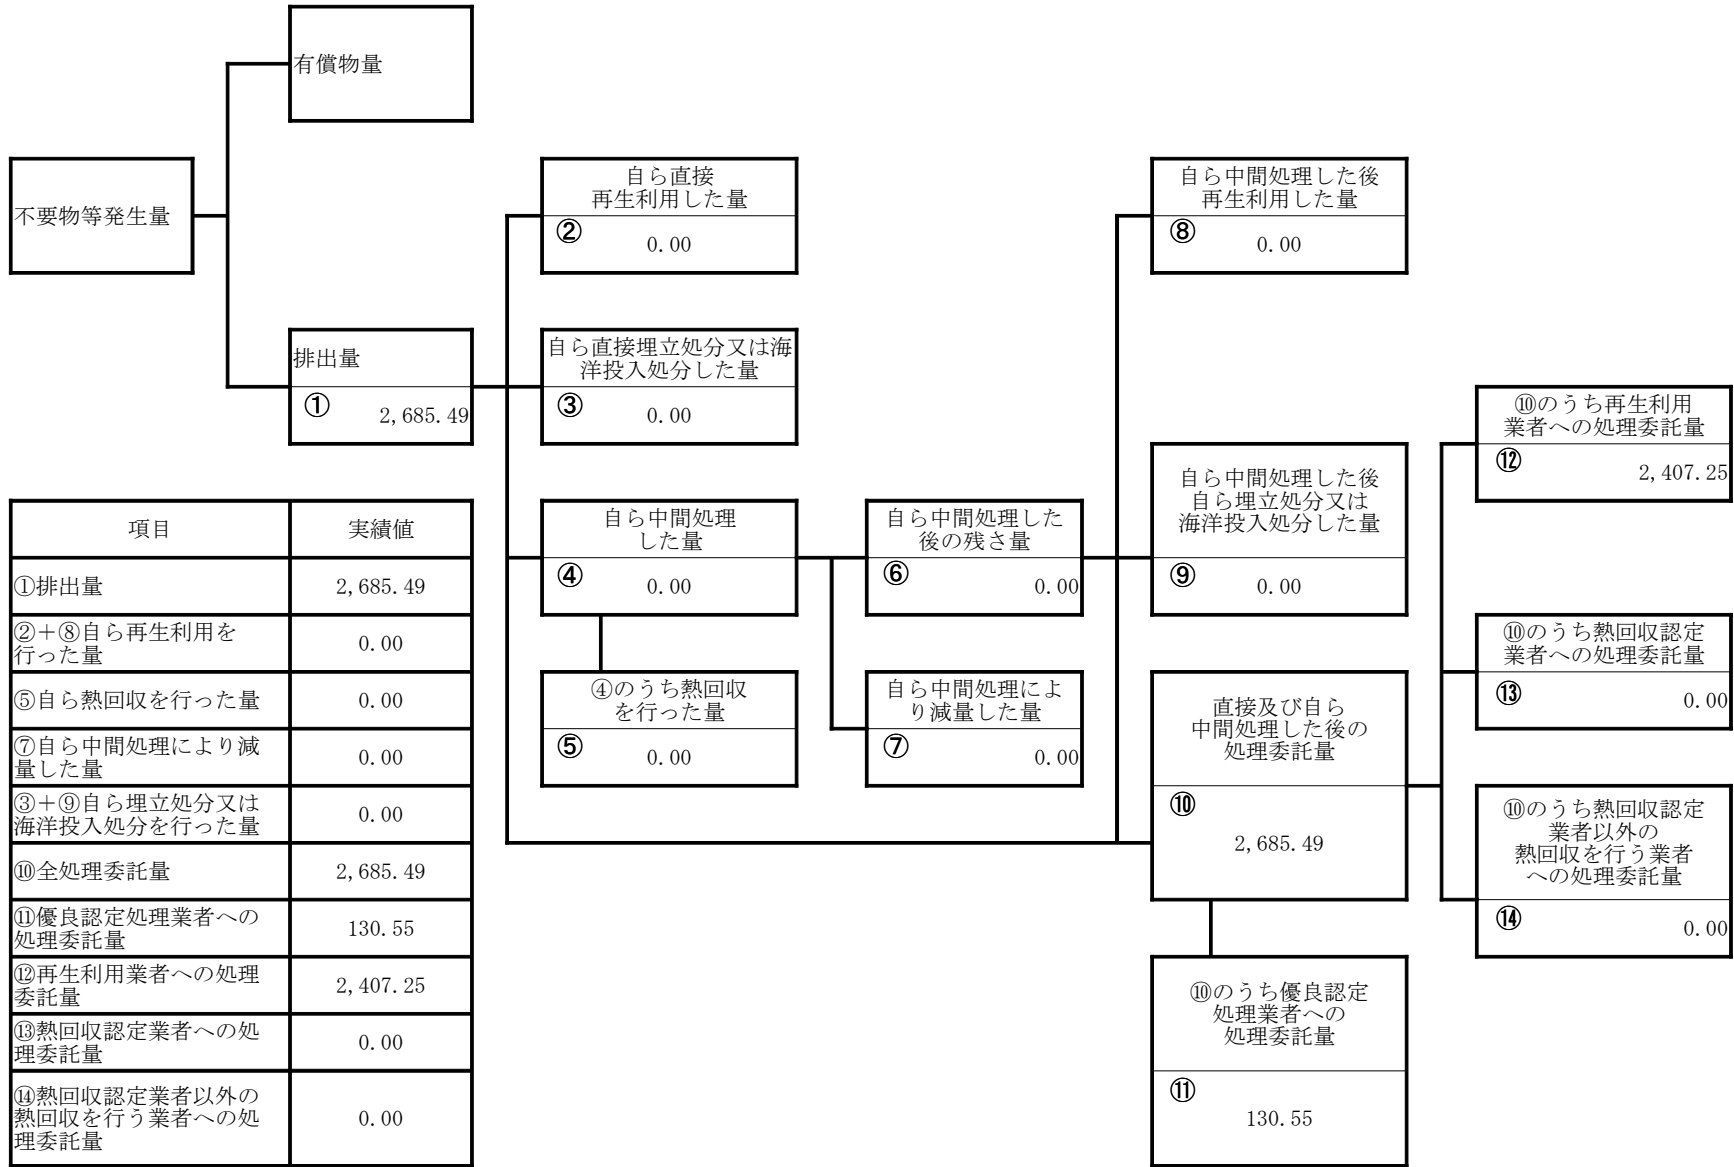 有償物量
不要物等発生量
自ら直接
再生利用した量
②
0.00
自ら中間処理した後
再生利用した量
⑧
0.00
排出量
①
2,685.49
自ら直接埋立処分又は海
洋投入処分した量
③
0.00
自ら中間処理
した量
④
0.00
自ら中間処理した
後の残さ量
⑥
0.00
自ら中間処理した後
自ら埋立処分又は
海洋投入処分した量
⑨
0.00
⑩のうち再生利用
業者への処理委託量
⑫
2,407.25
④のうち熱回収
を行った量
⑤
0.00
自ら中間処理によ
り減量した量
⑦
0.00
直接及び自ら
中間処理した後の
処理委託量
⑩
2,685.49
⑩のうち熱回収認定
業者への処理委託量
⑬
0.00
⑩のうち熱回収認定
業者以外の
熱回収を行う業者
への処理委託量
⑭
0.00
⑩のうち優良認定
処理業者への
処理委託量
⑪
130.55
項目
実績値
①排出量
2,685.49
②＋⑧自ら再生利用を
行った量
0.00
⑤自ら熱回収を行った量
0.00
⑦自ら中間処理により減
量した量
0.00
③＋⑨自ら埋立処分又は
海洋投入処分を行った量
0.00
⑩全処理委託量
2,685.49
⑪優良認定処理業者への
処理委託量
130.55
⑫再生利用業者への処理
委託量
2,407.25
⑬熱回収認定業者への処
理委託量
0.00
⑭熱回収認定業者以外の
熱回収を行う業者への処
理委託量
0.00